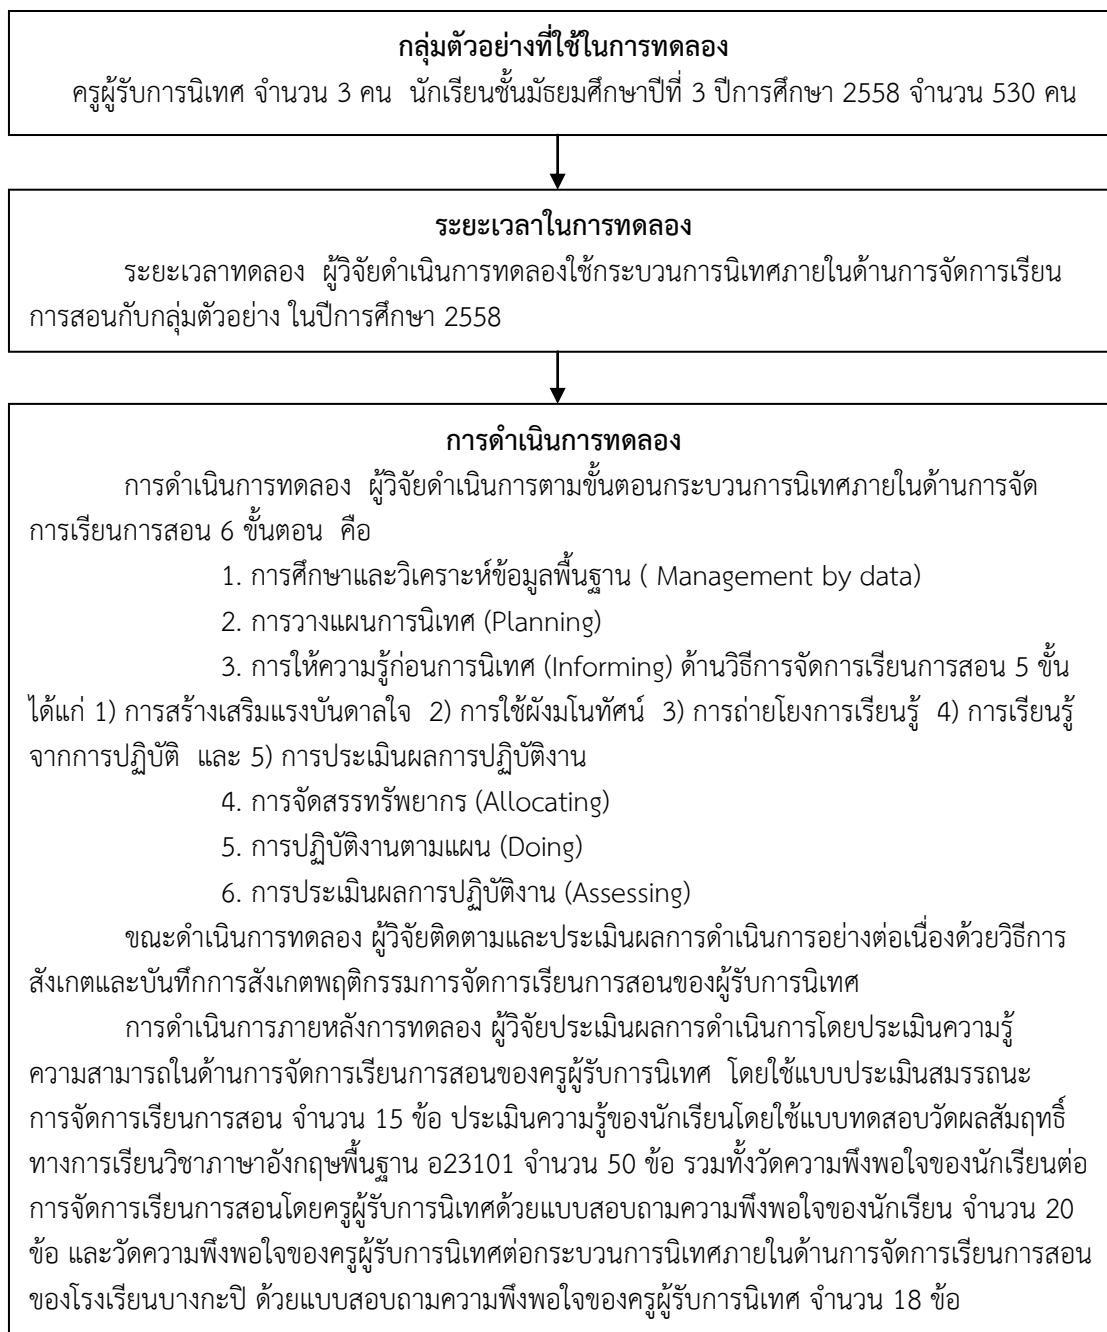 กลุ่มตัวอย่างที่ใช้ในการทดลอง
ครูผู้รับการนิเทศ จำนวน 3 คน นักเรียนชั้นมัธยมศึกษาปีที่ 3 ปีการศึกษา 2558 จำนวน 530 คน
ระยะเวลาในการทดลอง
ระยะเวลาทดลอง ผู้วิจัยดำเนินการทดลองใช้กระบวนการนิเทศภายในด้านการจัดการเรียน
การสอนกับกลุ่มตัวอย่าง ในปีการศึกษา 2558
การดำเนินการทดลอง
การดำเนินการทดลอง ผู้วิจัยดำเนินการตามขั้นตอนกระบวนการนิเทศภายในด้านการจัด
การเรียนการสอน 6 ขั้นตอน คือ
1. การศึกษาและวิเคราะห์ข้อมูลพื้นฐาน ( Management by data)
2. การวางแผนการนิเทศ (Planning)
3. การให้ความรู้ก่อนการนิเทศ (Informing) ด้านวิธีการจัดการเรียนการสอน 5 ขั้น
ได้แก่ 1) การสร้างเสริมแรงบันดาลใจ 2) การใช้ผังมโนทัศน์ 3) การถ่ายโยงการเรียนรู้ 4) การเรียนรู้
จากการปฏิบัติ และ 5) การประเมินผลการปฏิบัติงาน
4. การจัดสรรทรัพยากร (Allocating)
5. การปฏิบัติงานตามแผน (Doing)
6. การประเมินผลการปฏิบัติงาน (Assessing)
ขณะดำเนินการทดลอง ผู้วิจัยติดตามและประเมินผลการดำเนินการอย่างต่อเนื่องด้วยวิธีการ
สังเกตและบันทึกการสังเกตพฤติกรรมการจัดการเรียนการสอนของผู้รับการนิเทศ
การดำเนินการภายหลังการทดลอง ผู้วิจัยประเมินผลการดำเนินการโดยประเมินความรู้
ความสามารถในด้านการจัดการเรียนการสอนของครูผู้รับการนิเทศ โดยใช้แบบประเมินสมรรถนะ
การจัดการเรียนการสอน จำนวน 15 ข้อ ประเมินความรู้ของนักเรียนโดยใช้แบบทดสอบวัดผลสัมฤทธิ์
ทางการเรียนวิชาภาษาอังกฤษพื้นฐาน อ23101 จำนวน 50 ข้อ รวมทั้งวัดความพึงพอใจของนักเรียนต่อ
การจัดการเรียนการสอนโดยครูผู้รับการนิเทศด้วยแบบสอบถามความพึงพอใจของนักเรียน จำนวน 20
ข้อ และวัดความพึงพอใจของครูผู้รับการนิเทศต่อกระบวนการนิเทศภายในด้านการจัดการเรียนการสอน
ของโรงเรียนบางกะปิ ด้วยแบบสอบถามความพึงพอใจของครูผู้รับการนิเทศ จำนวน 18 ข้อ